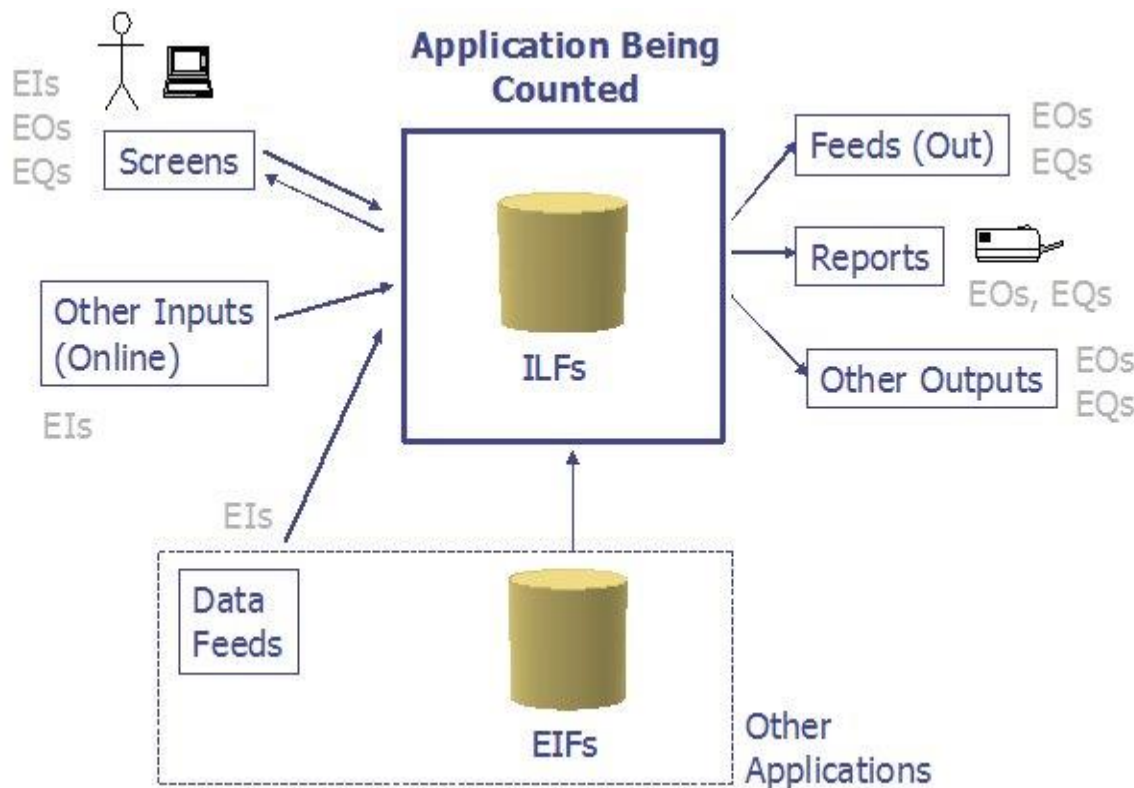 Application Being
Counted
EIs
EOs
EQs
Screens
Other Inputs
(Online)
EIs
ILFs
Feeds (Out)
EOs
EQs
Reports
EOs, EQs
Other Outputs
EOs
EQs
EIs
Data
Feeds
EIFs
Other
Applications